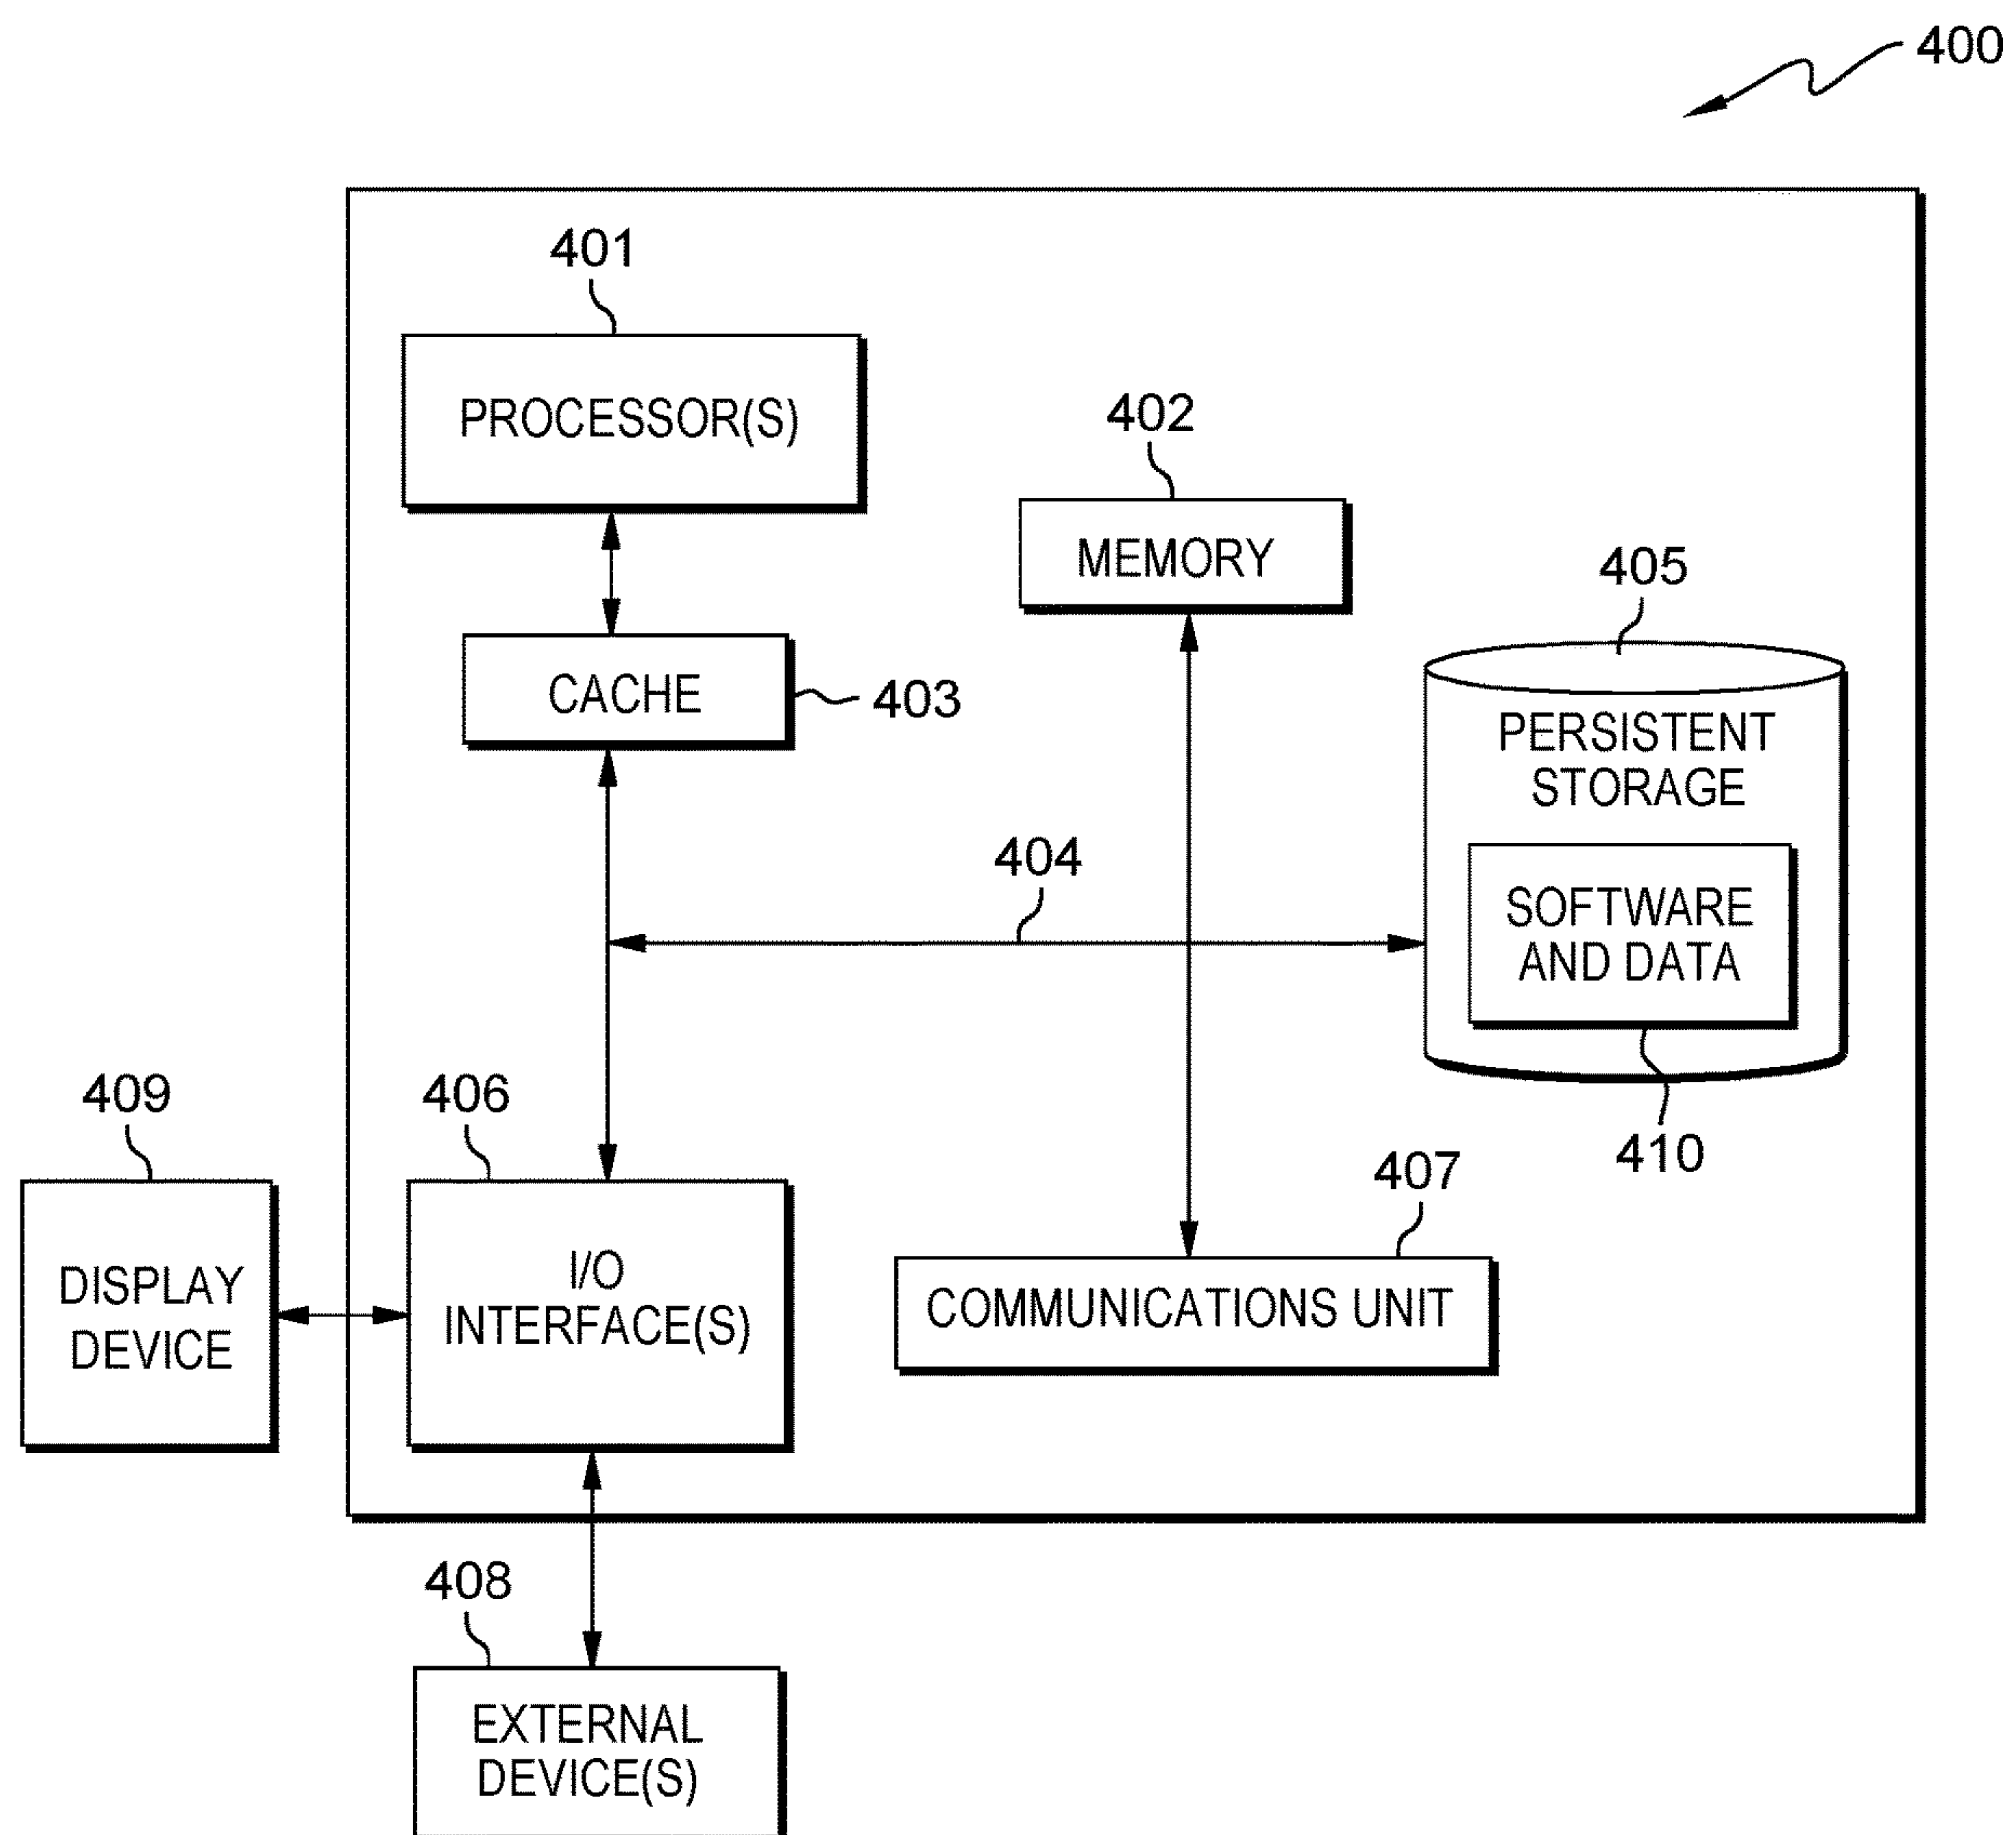 400
401
PROCESSOR(S)
402
MEMORY
405
CACHE
403
PERSISTENT
STORAGE
404
SOFTWARE
AND DATA
409
406
410
407
DISPLAY
DEVICE
I/O
INTERFACE(S)
COMMUNICATIONS UNIT
408
EXTERNAL
DEVICE(S)